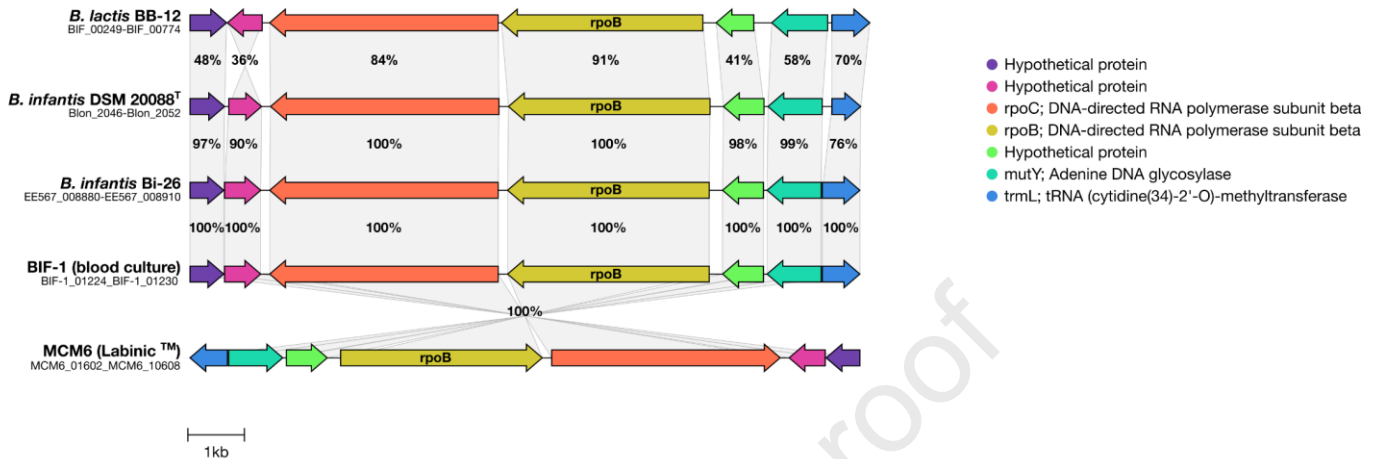 B. lactis BB-12
BIF_00249-BIF_00774
rpoB
48% 36% 84% 91% 41% 58% 70%
B. infantis DSM 20088T
Blon_2046-Blon_2052
rpoB
97% 90% 100% 100% 98% 99% 76%
B. infantis Bi-26
EE567_008880-EE567_008910
rpoB
100% 100% 100% 100% 100% 100% 100%
BIF-1 (blood culture)
BIF-1_01224_BIF-1_01230
rpoB
100%
MCM6 (Labinic ™)
MCM6_01602_MCM6_10608
rpoB
1kb
Hypothetical protein
Hypothetical protein
rpoC; DNA-directed RNA polymerase subunit beta
rpoB; DNA-directed RNA polymerase subunit beta
Hypothetical protein
mutY; Adenine DNA glycosylase
trmL; tRNA (cytidine(34)-2'-O)-methyltransferase
roof